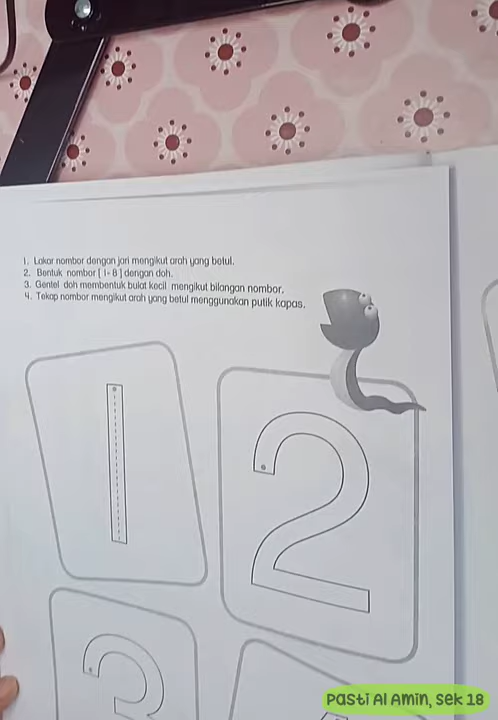 1. Lakar nombor dengan jari mengikut arah yang betul.
2. Bentuk nombor [ 1- 8 ] dengan doh.
3. Gentel doh membentuk bulat kecil mengikut bilangan nombor.
4. Tekap nombor mengikut arah yang betul menggunakan putik kapas.
1
2
3
Pasti Al Amin, sek 18